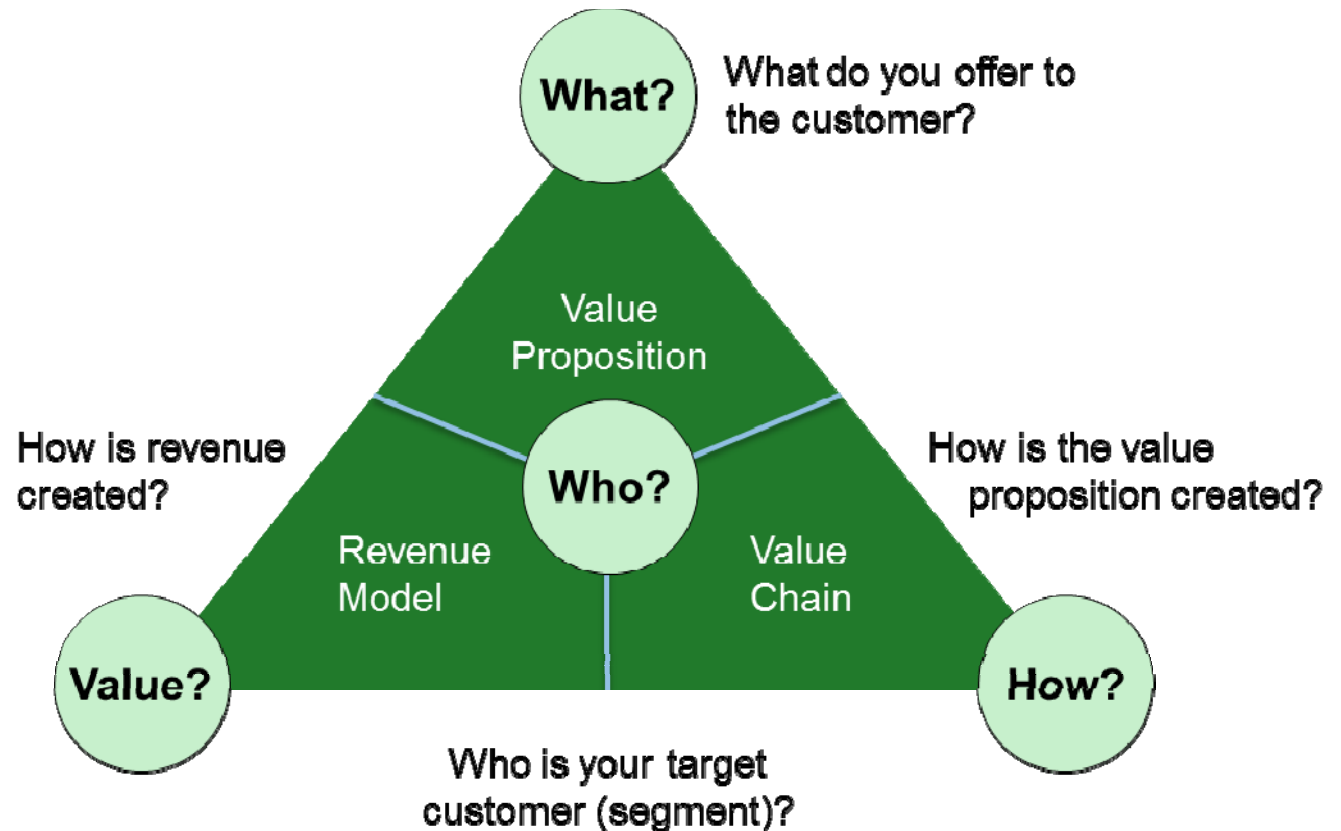 What?
What do you offer to
the customer?
Value
Proposition
How is revenue
created?
Who?
How is the value
proposition created?
Revenue
Model
Value
Chain
Value?
How?
Who is your target
customer (segment)?